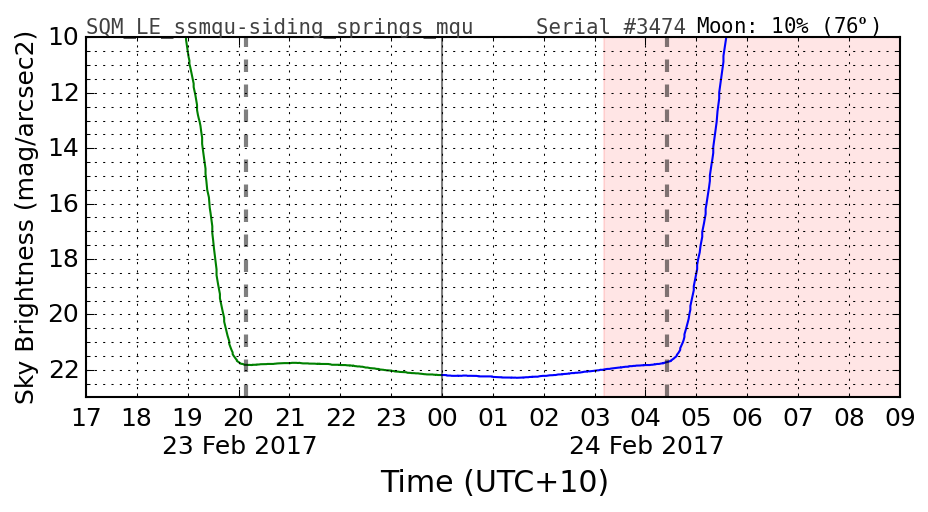 SQM_LE_ssmqu-siding_springs_mqu Serial #3474 Moon: 10% (76°)
Sky Brightness (mag/arcsec2)
10
12
14
16
18
20
22
17 18 19 20 21 22 23 00 01 02 03 04 05 06 07 08 09
23 Feb 2017 24 Feb 2017
Time (UTC+10)